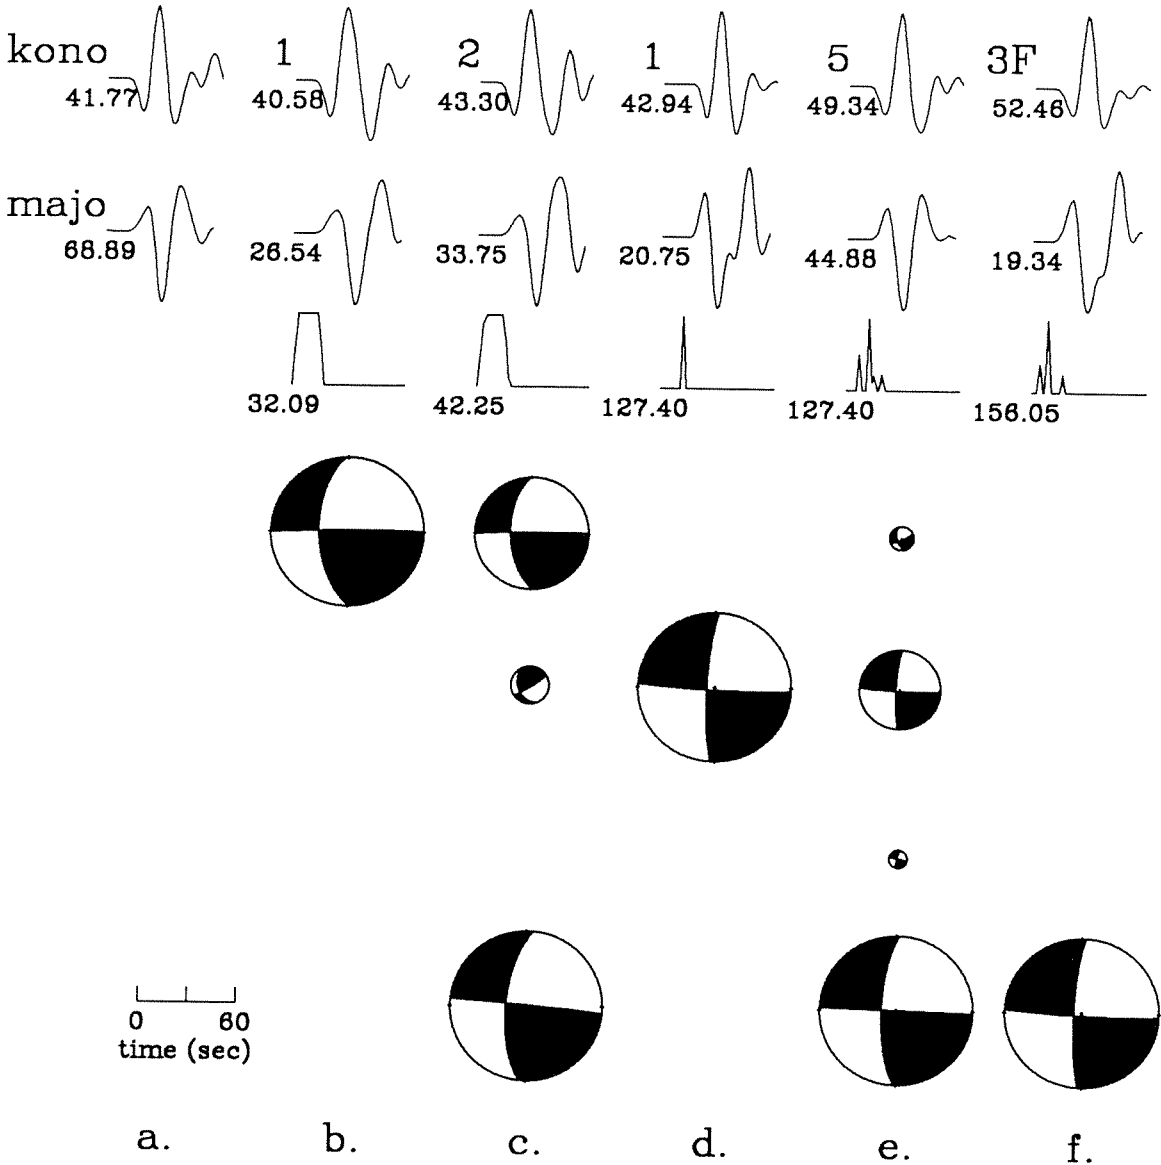 kono 1 2 1 5 3F
41.77 40.58 43.30 42.94 49.34 52.46
majo
68.89 26.54 33.75 20.75 44.88 19.34
32.09 42.25 127.40 127.40 156.05
0 60
time (sec)
a. b. c. d. e. f.